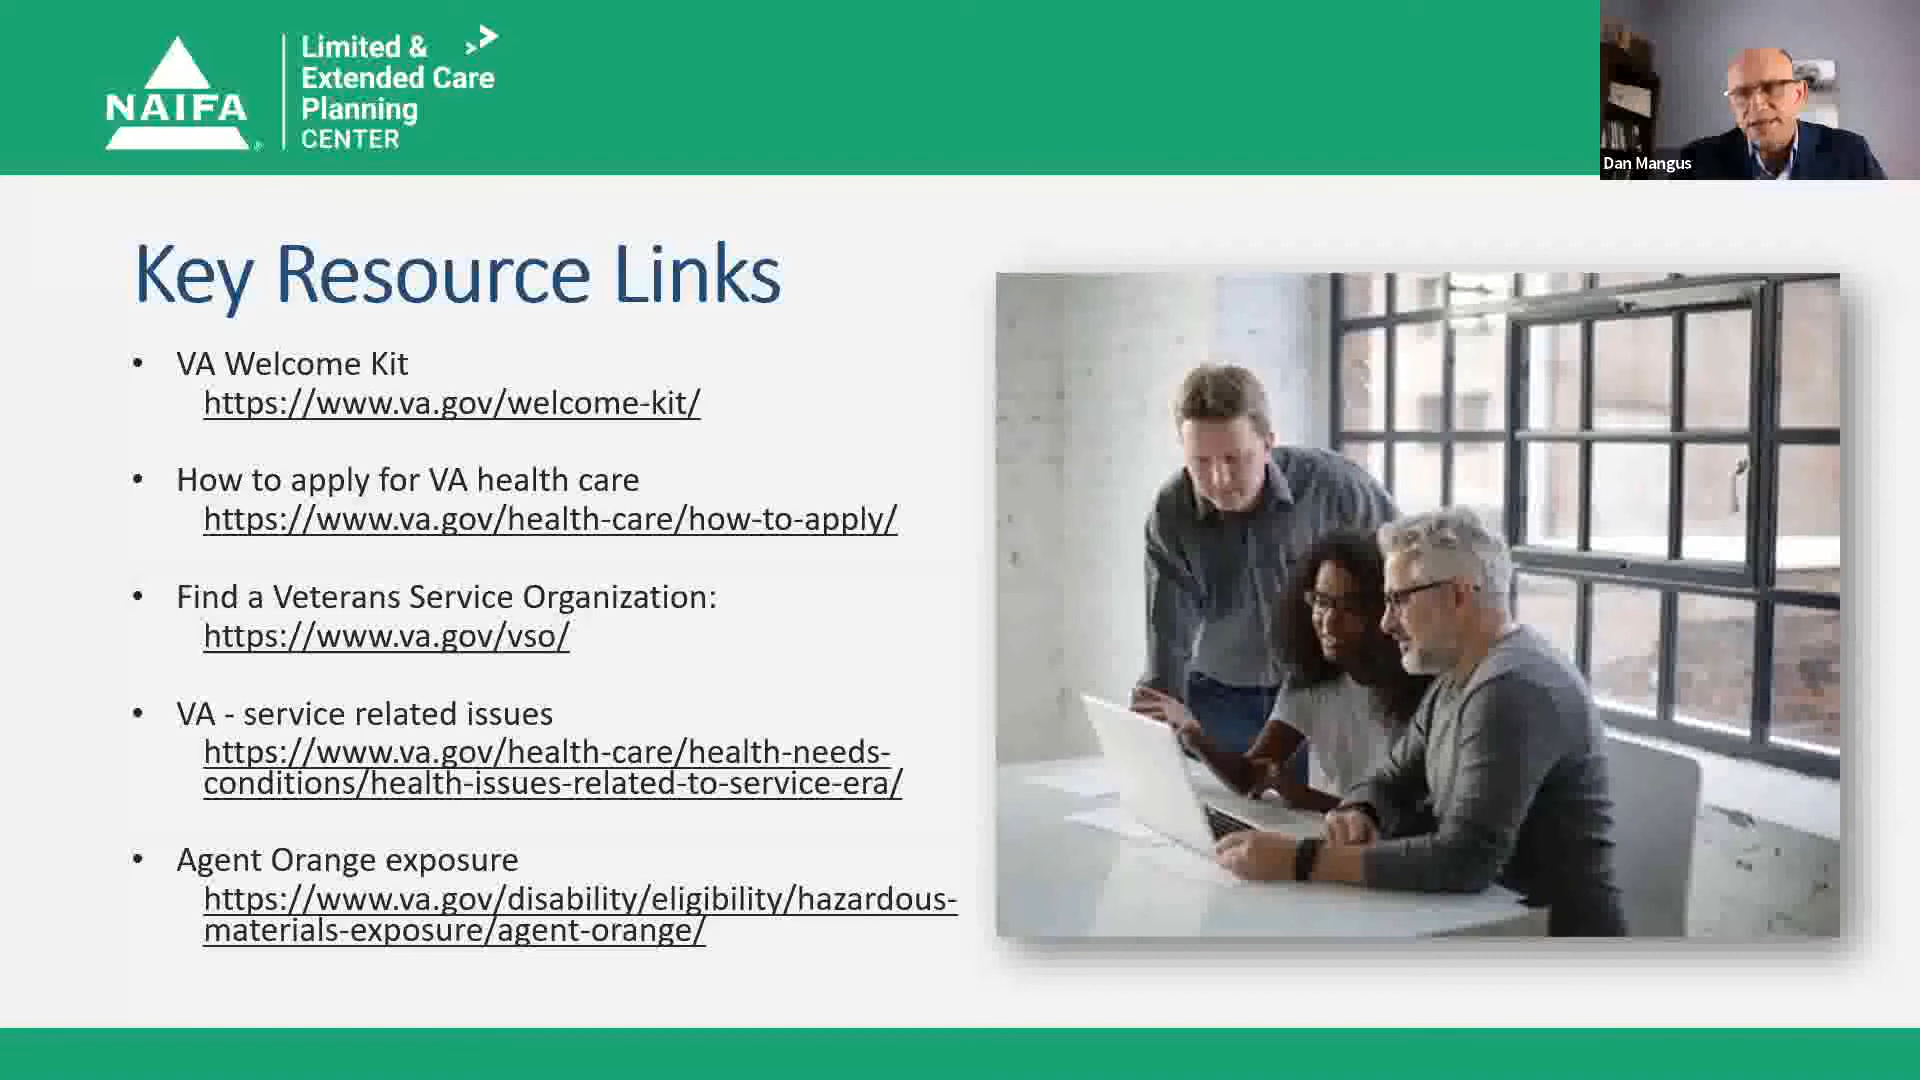 NAIFA
Limited &
Extended Care
Planning
CENTER
Dan Mangus
Key Resource Links
• VA Welcome Kit
https://www.va.gov/welcome-kit/
• How to apply for VA health care
https://www.va.gov/health-care/how-to-apply/
• Find a Veterans Service Organization:
https://www.va.gov/vso/
• VA - service related issues
https://www.va.gov/health-care/health-needs-
conditions/health-issues-related-to-service-era/
• Agent Orange exposure
https://www.va.gov/disability/eligibility/hazardous-
materials-exposure/agent-orange/